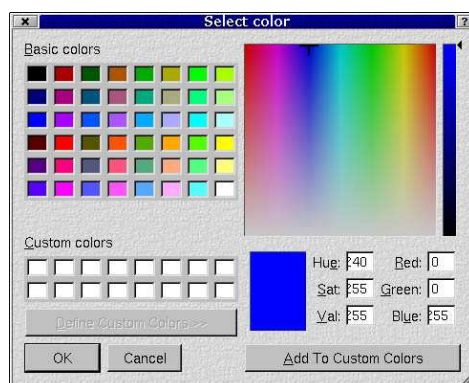 Select color
?
Basic colors
Custom colors
Define Custom Colors >>
OK
Cancel
Hue: 240
Sat: 255
Val: 255
Red: 0
Green: 0
Blue: 255
Add To Custom Colors